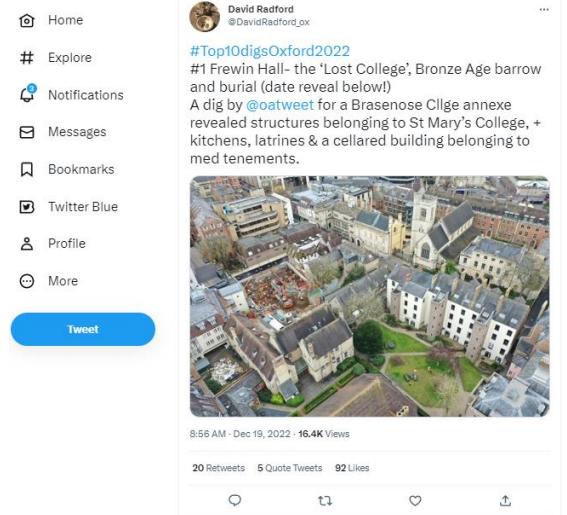 Home
Explore
3
Notifications
Messages
Bookmarks
Twitter Blue
Profile
More
Tweet
David Radford
@DavidRadford_ox
#Top10digsOxford2022
#1 Frewin Hall- the ‘Lost College’, Bronze Age barrow
and burial (date reveal below!)
A dig by @oatweet for a Brasenose Cllge annexe
revealed structures belonging to St Mary’s College, +
kitchens, latrines & a cellared building belonging to
med tenements.
8:56 AM · Dec 19, 2022 · 16.4K Views
20 Retweets 5 Quote Tweets 92 Likes